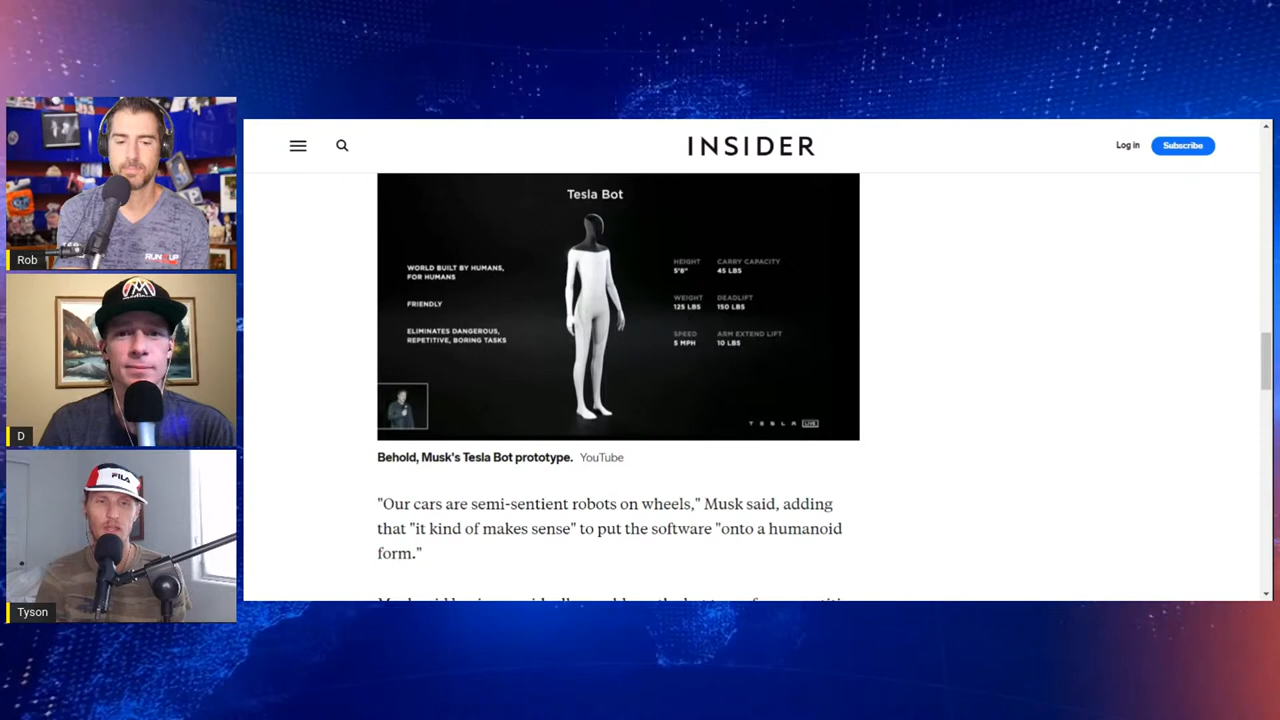 Rob
D
FILA
Tyson
INSIDER
Log in
Subscribe
Tesla Bot
WORLD BUILT BY HUMANS,
FOR HUMANS
FRIENDLY
ELIMINATES DANGEROUS,
REPETITIVE, BORING TASKS
HEIGHT
5'8"
CARRY CAPACITY
45 LBS
WEIGHT
125 LBS
DEADLIFT
150 LBS
SPEED
5 MPH
ARM EXTEND LIFT
10 LBS
TESLA LIVE
Behold, Musk's Tesla Bot prototype. YouTube
"Our cars are semi-sentient robots on wheels," Musk said, adding
that "it kind of makes sense" to put the software "onto a humanoid
form."